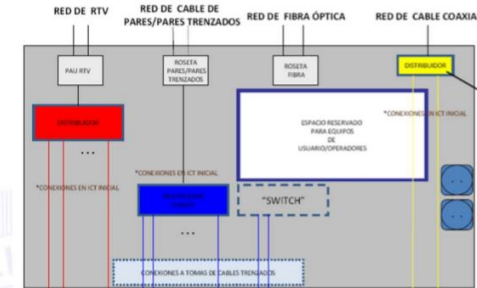 RED DE RTV
RED DE CABLE DE
PARES/PARES TRENZADOS
RED DE FIBRA ÓPTICA
RED DE CABLE COAXIA
PAU RTV
ROSETA
PARES/PARES
TRENZADOS
ROSETA
FIBRA
DISTRIBUIDOR
DISTRIBUIDOR
ESPACIO RESERVADO
PARA EQUIPOS
DE
USUARIO/OPERADORES
*CONEXIONES EN ICT INICIAL
...
*CONEXIONES EN ICT INICIAL
*CONEXIONES EN ICT INICIAL
"SWITCH"
...
CONEXIONES A TOMAS DE CABLES TRENZADOS